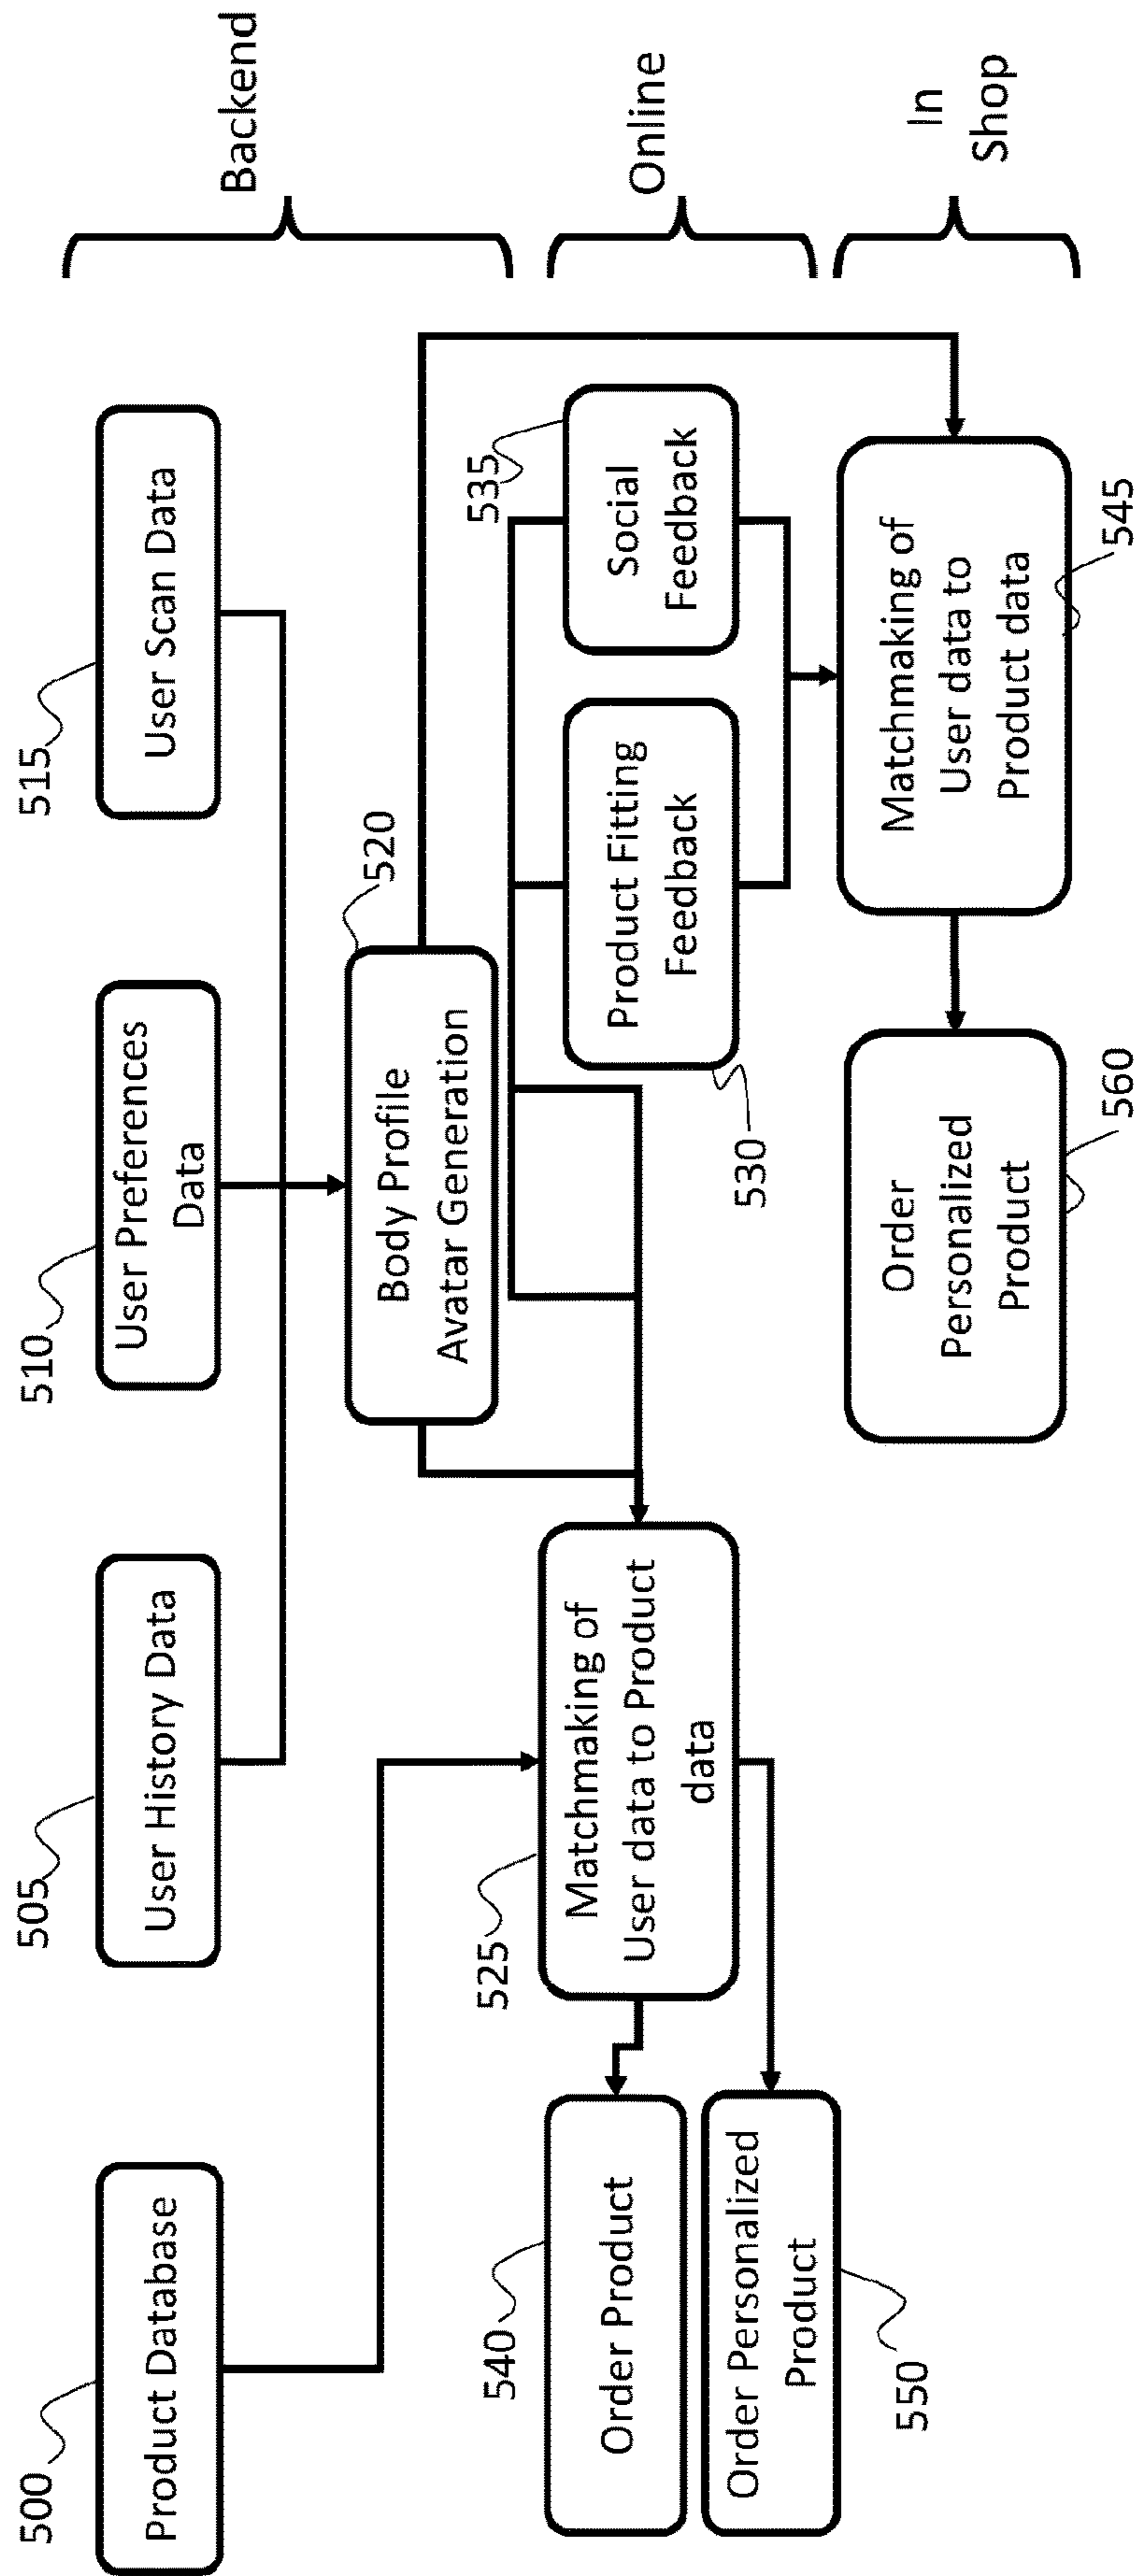 500
Product Database
505
User History Data
510
User Preferences
Data
515
User Scan Data
Backend
520
Body Profile
Avatar Generation
525
Matchmaking of
User data to Product
data
530
Product Fitting
Feedback
535
Social
Feedback
Online
540
Order Product
550
Order Personalized
Product
560
Order
Personalized
Product
545
Matchmaking of
User data to
Product data
In
Shop